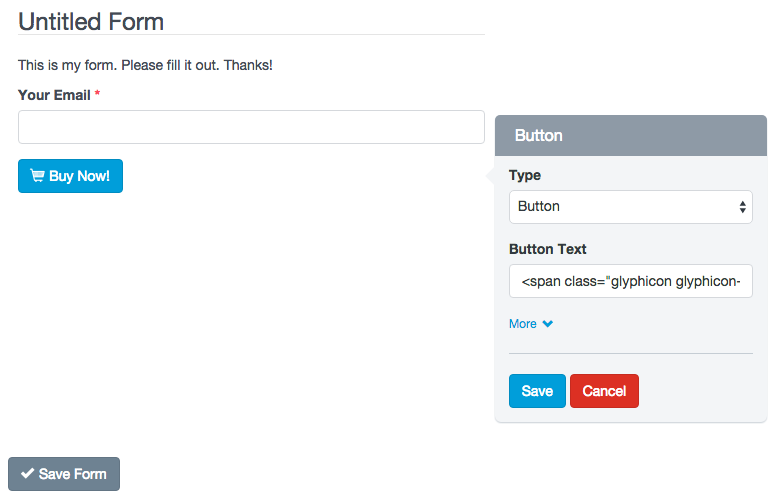 Untitled Form
This is my form. Please fill it out. Thanks!
Your Email *
Buy Now!
Button
Type
Button
Button Text
<span class="glyphicon glyphicon-
More
Save
Cancel
Save Form